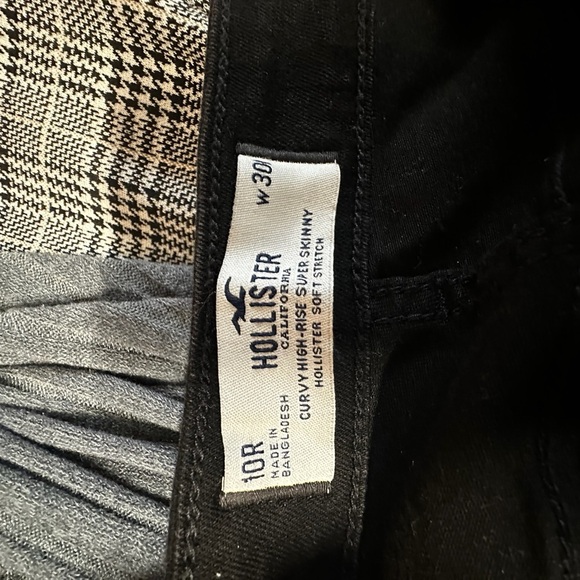 10R
MADE IN
BANGLADESH
HOLLISTER
CALIFORNIA
CURVY HIGH-RISE SUPER SKINNY
HOLLISTER SOFT STRETCH
W 30